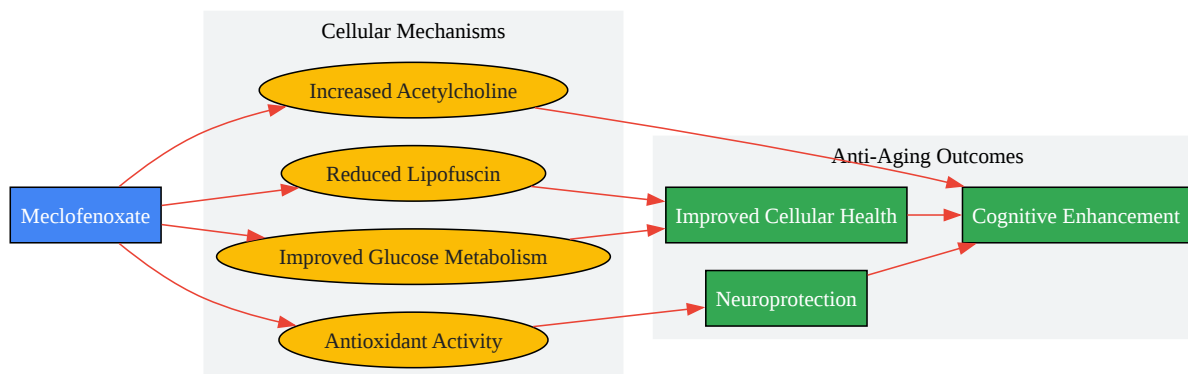 Cellular Mechanisms
Increased Acetylcholine
Anti-Aging Outcomes
Reduced Lipofuscin
Meclofenoxate
Improved Cellular Health
Cognitive Enhancement
Improved Glucose Metabolism
Neuroprotection
Antioxidant Activity